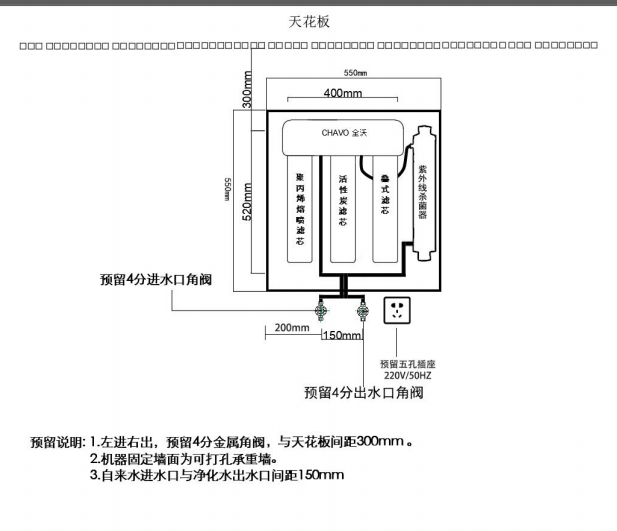 天花板
550mm
300mm
400mm
CHAVO 全沃
550mm
520mm
聚丙烯熔喷滤芯
活性炭滤芯
叠式滤芯
紫外线杀菌器
预留4分进水口角阀
200mm
150mm
预留五孔插座
220V/50HZ
预留4分出水口角阀
预留说明: 1.左进右出，预留4分金属角阀，与天花板间距300mm 。
2.机器固定墙面为可打孔承重墙。
3.自来水进水口与净化水出水口间距150mm